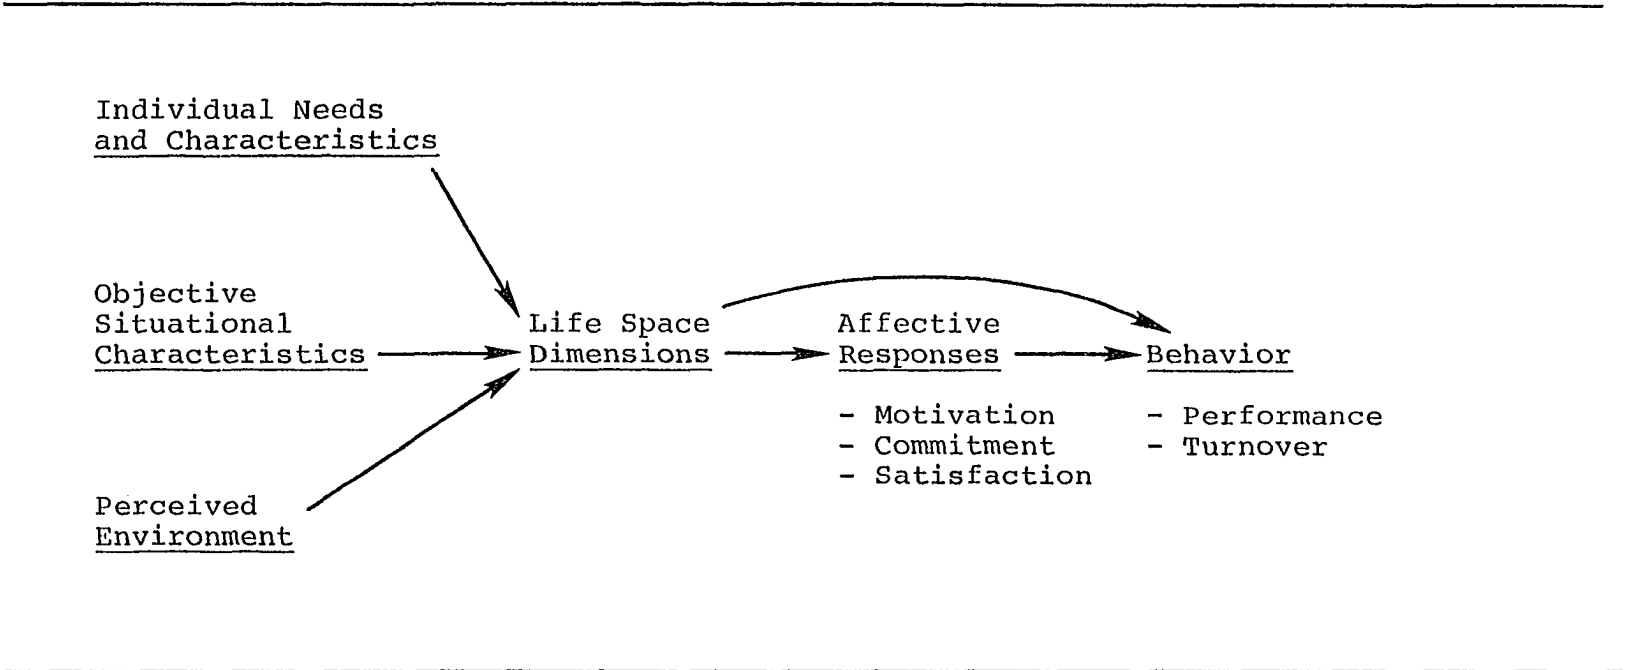 Individual Needs
and Characteristics
Objective
Situational
Characteristics
Life Space
Dimensions
Affective
Responses
- Motivation
- Commitment
- Satisfaction
Behavior
- Performance
- Turnover
Perceived
Environment